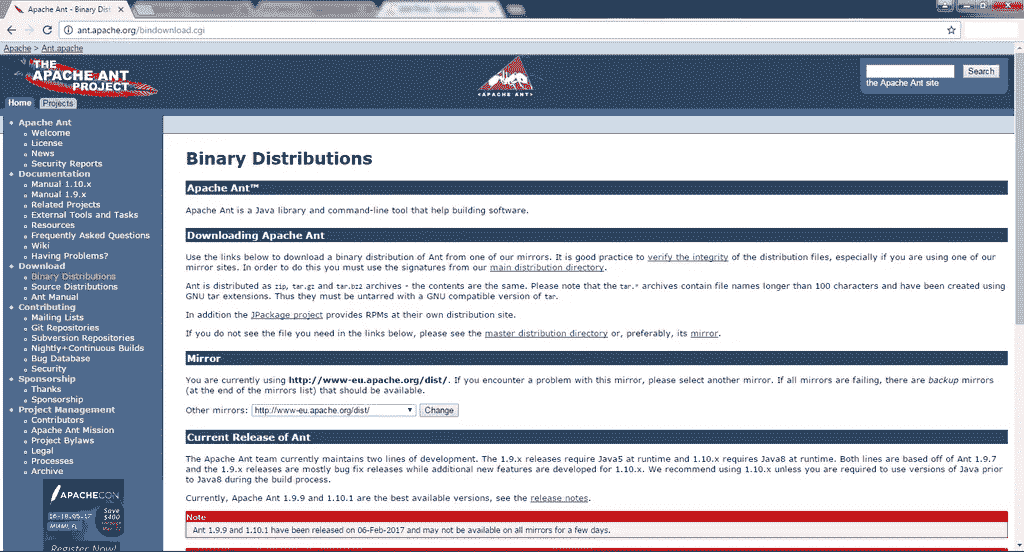 Apache Ant - Binary Dist
ant.apache.org/bindownload.cgi
Apache > Ant.apache
THE
APACHE ANT
PROJECT
<APACHE ANT>
Search
the Apache Ant site
Home Projects
Apache Ant
Welcome
License
News
Security Reports
Documentation
Manual 1.10.x
Manual 1.9.x
Related Projects
External Tools and Tasks
Resources
Frequently Asked Questions
Wiki
Having Problems?
Download
Binary Distributions
Source Distributions
Ant Manual
Contributing
Mailing Lists
Git Repositories
Subversion Repositories
Nightly+Continuous Builds
Bug Database
Security
Sponsorship
Thanks
Sponsorship
Project Management
Contributors
Apache Ant Mission
Project Bylaws
Legal
Processes
Archive
APACHECON
16-18.05.17
MIAMI, FL
Save
$400
Register Now!
Binary Distributions
Apache Ant™
Apache Ant is a Java library and command-line tool that help building software.
Downloading Apache Ant
Use the links below to download a binary distribution of Ant from one of our mirrors. It is good practice to verify the integrity of the distribution files, especially if you are using one of our
mirror sites. In order to do this you must use the signatures from our main distribution directory.
Ant is distributed as zip, tar.gz and tar.bz2 archives - the contents are the same. Please note that the tar.* archives contain file names longer than 100 characters and have been created using
GNU tar extensions. Thus they must be untarred with a GNU compatible version of tar.
In addition the JPackage project provides RPMs at their own distribution site.
If you do not see the file you need in the links below, please see the master distribution directory or, preferably, its mirror.
Mirror
You are currently using http://www-eu.apache.org/dist/. If you encounter a problem with this mirror, please select another mirror. If all mirrors are failing, there are backup mirrors
(at the end of the mirrors list) that should be available.
Other mirrors: http://www-eu.apache.org/dist/ Change
Current Release of Ant
The Apache Ant team currently maintains two lines of development. The 1.9.x releases require Java5 at runtime and 1.10.x requires Java8 at runtime. Both lines are based off of Ant 1.9.7
and the 1.9.x releases are mostly bug fix releases while additional new features are developed for 1.10.x. We recommend using 1.10.x unless you are required to use versions of Java prior
to Java8 during the build process.
Currently, Apache Ant 1.9.9 and 1.10.1 are the best available versions, see the release notes.
Note
Ant 1.9.9 and 1.10.1 have been released on 06-Feb-2017 and may not be available on all mirrors for a few days.